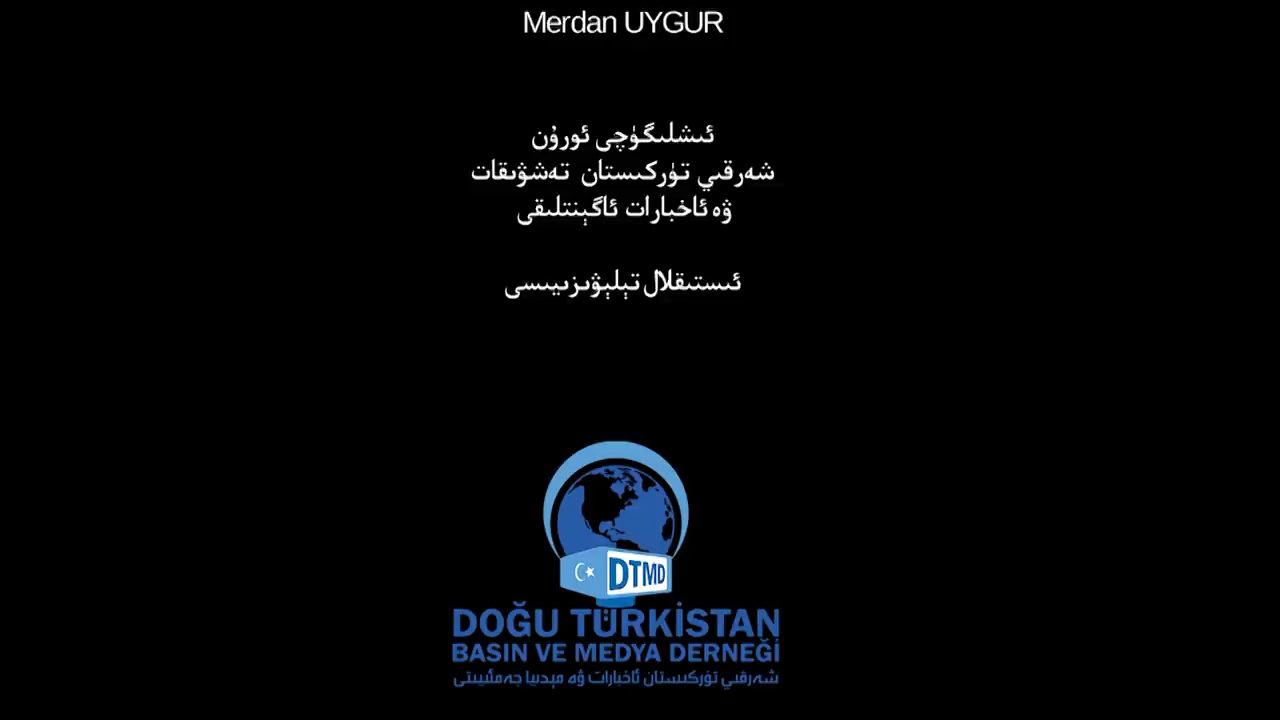 Merdan UYGUR
ئىشلىگۈچى ئورۇن
شەرقىي تۈركىستان تەشۋىقات
ۋە ئاخبارات ئاگېنتلىقى
ئىستىقلال تېلېۋىزىيىسى
DTMD
DOĞU TÜRKİSTAN
BASIN VE MEDYA DERNEĞİ
شەرقىي تۈركىستان ئاخبارات ۋە مېدىيا جەمئىيىتى